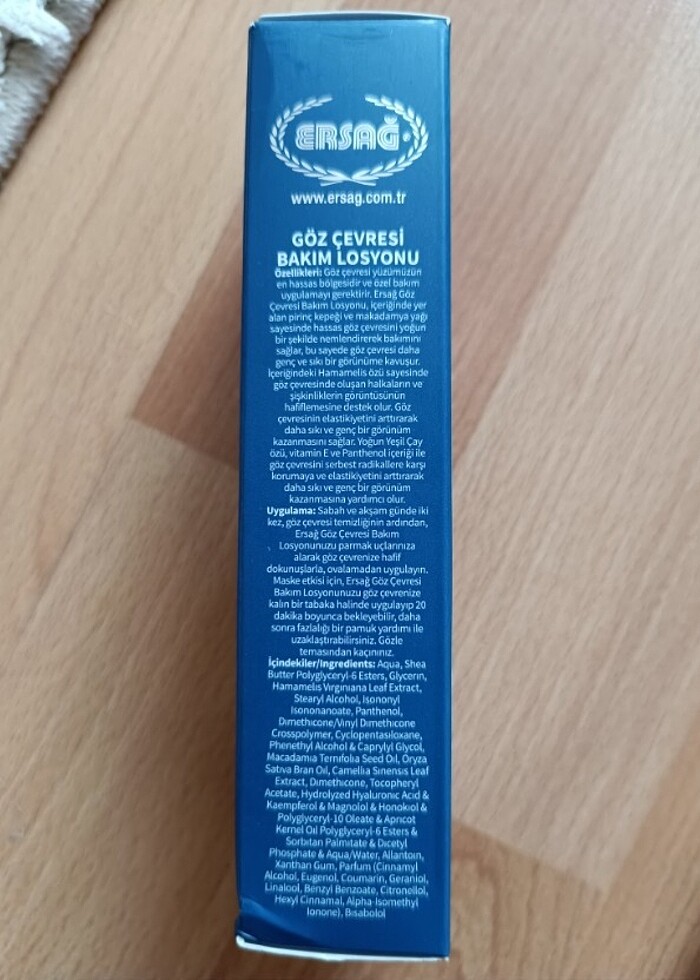 ERSAĞ
www.ersag.com.tr
GÖZ ÇEVRESİ
BAKIM LOSYONU
Özellikleri: Göz çevresi yüzümüzün
en hassas bölgesidir ve özel bakım
uygulamayı gerektirir. Ersağ Göz
Çevresi Bakım Losyonu, içeriğinde yer
alan pirinç kepeği ve makadamya yağı
sayesinde hassas göz çevresini yoğun
bir şekilde nemlendirerek bakımını
sağlar, bu sayede göz çevresi daha
genç ve sıkı bir görünüme kavuşur.
İçeriğindeki Hamamelis özü sayesinde
göz çevresinde oluşan halkaların ve
şişkinliklerin görüntüsünün
hafiflemesine destek olur. Göz
çevresinin elastikiyetini arttırarak
daha sıkı ve genç bir görünüm
kazanmasını sağlar. Yoğun Yeşil Çay
özü, vitamin E ve Panthenol içeriği ile
göz çevresini serbest radikallere karşı
korumaya ve elastikiyetini arttırarak
daha sıkı ve genç bir görünüm
kazanmasına yardımcı olur.
Uygulama: Sabah ve akşam günde iki
kez, göz çevresi temizliğinin ardından,
Ersağ Göz Çevresi Bakım
Losyonunuzu parmak uçlarınıza
alarak göz çevrenize hafif
dokunuşlarla, ovalamadan uygulayın.
Maske etkisi için, Ersağ Göz Çevresi
Bakım Losyonunuzu göz çevrenize
kalın bir tabaka halinde uygulayıp 20
dakika boyunca bekleyebilir, daha
sonra fazlalığı bir pamuk yardımı ile
uzaklaştırabilirsiniz. Gözle
temasından kaçınınız.
İçindekiler/Ingredients: Aqua, Shea
Butter Polyglyceryl-6 Esters, Glycerin,
Hamamelis Virginiana Leaf Extract,
Stearyl Alcohol, Isononyl
Isononanoate, Panthenol,
Dimethicone/Vinyl Dimethicone
Crosspolymer, Cyclopentasiloxane,
Phenethyl Alcohol & Caprylyl Glycol,
Macadamia Ternifolia Seed Oil, Oryza
Sativa Bran Oil, Camellia Sinensis Leaf
Extract, Dimethicone, Tocopheryl
Acetate, Hydrolyzed Hyaluronic Acid &
Kaempferol & Magnolol & Honokiol &
Polyglyceryl-10 Oleate & Apricot
Kernel Oil Polyglyceryl-6 Esters &
Sorbitan Palmitate & Dicetyl
Phosphate & Aqua/Water, Allantoin,
Xanthan Gum, Parfum (Cinnamyl
Alcohol, Eugenol, Coumarin, Geraniol,
Linalool, Benzyl Benzoate, Citronellol,
Hexyl Cinnamal, Alpha-Isomethyl
Ionone), Bisabolol